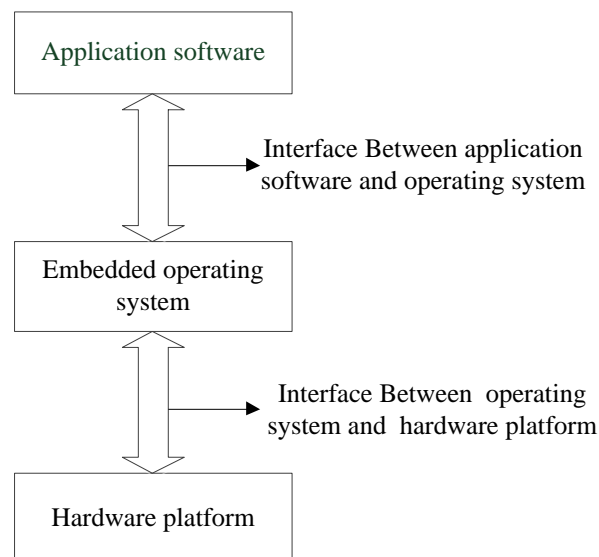 Application software
Interface Between application
software and operating system
Embedded operating
system
Interface Between operating
system and hardware platform
Hardware platform